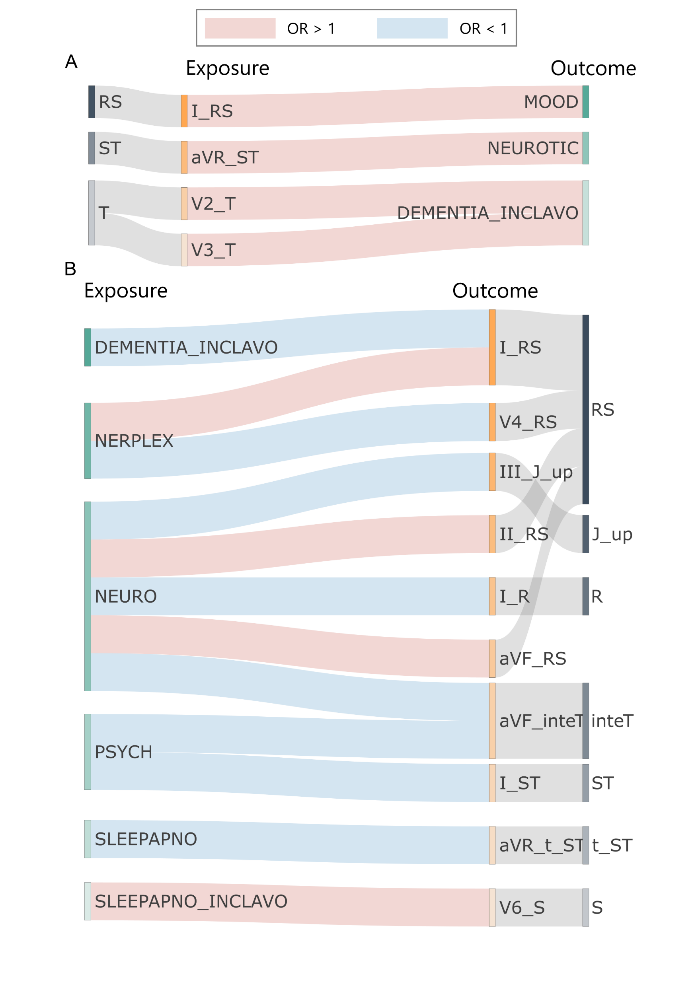 OR > 1 OR < 1
A
Exposure Outcome
RS I_RS MOOD
ST aVR_ST NEUROTIC
T V2_T DEMENTIA_INCLAVO
V3_T
B
Exposure Outcome
DEMENTIA_INCLAVO I_RS
RS
NERPLEX V4_RS
III_J_up
II_RS J_up
NEURO I_R R
aVF_RS
aVF_inteT inteT
PSYCH
I_ST ST
SLEEPAPNO aVR_t_ST t_ST
SLEEPAPNO_INCLAVO V6_S S